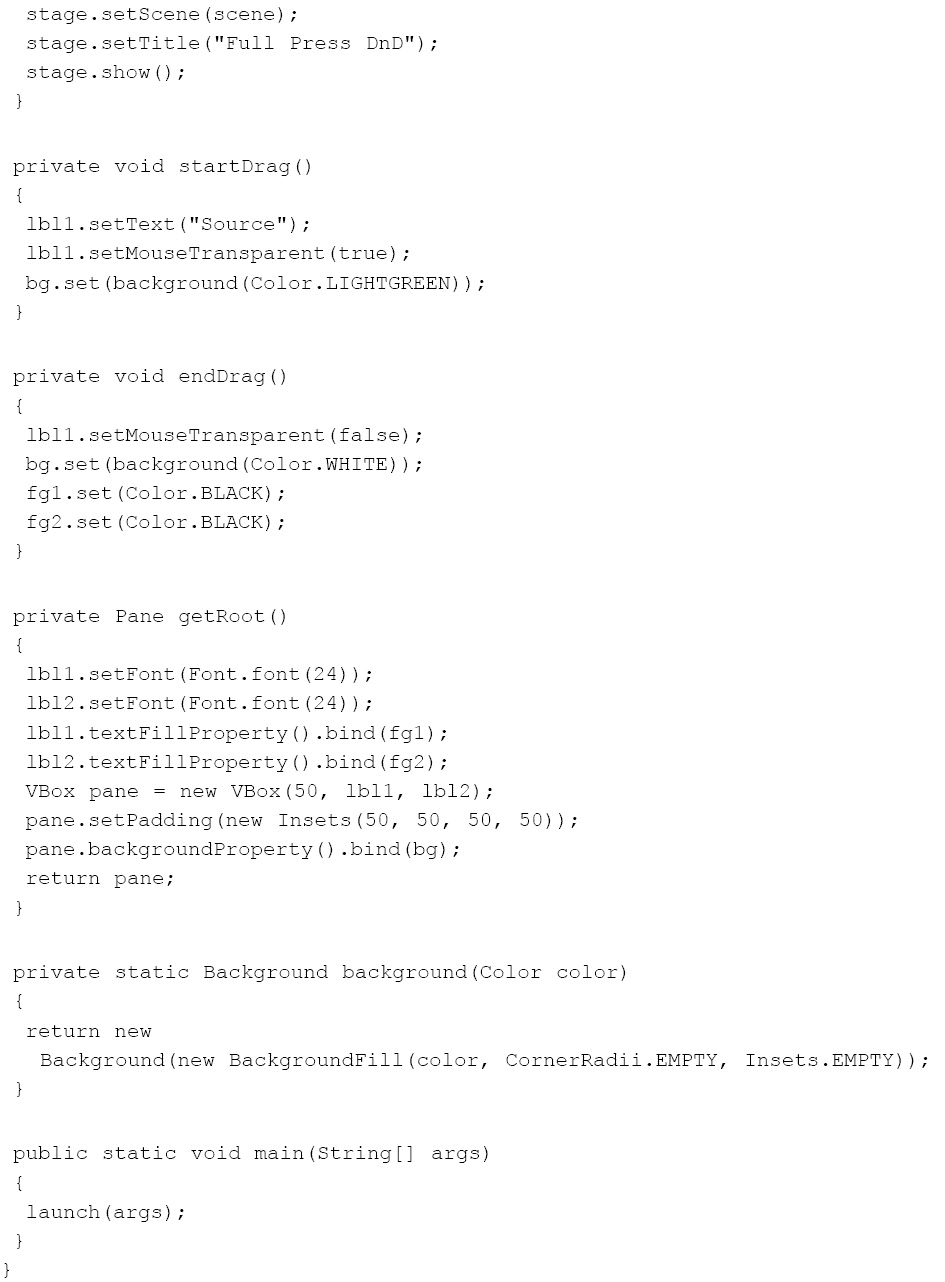 stage.setScene(scene);
stage.setTitle("Full Press DnD");
stage.show();
}
private void startDrag()
{
lbl1.setText("Source");
lbl1.setMouseTransparent(true);
bg.set(background(Color.LIGHTGREEN));
}
private void endDrag()
{
lbl1.setMouseTransparent(false);
bg.set(background(Color.WHITE));
fg1.set(Color.BLACK);
fg2.set(Color.BLACK);
}
private Pane getRoot()
{
lbl1.setFont(Font.font(24));
lbl2.setFont(Font.font(24));
lbl1.textFillProperty().bind(fg1);
lbl2.textFillProperty().bind(fg2);
VBox pane = new VBox(50, lbl1, lbl2);
pane.setPadding(new Insets(50, 50, 50, 50));
pane.backgroundProperty().bind(bg);
return pane;
}
private static Background background(Color color)
{
return new
Background(new BackgroundFill(color, CornerRadii.EMPTY, Insets.EMPTY));
}
public static void main(String[] args)
{
launch(args);
}
}